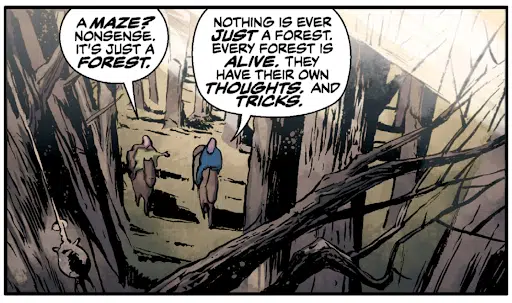 A MAZE?
NONSENSE.
IT'S JUST A
FOREST.
NOTHING IS EVER
JUST A FOREST.
EVERY FOREST IS
ALIVE. THEY
HAVE THEIR OWN
THOUGHTS. AND
TRICKS.